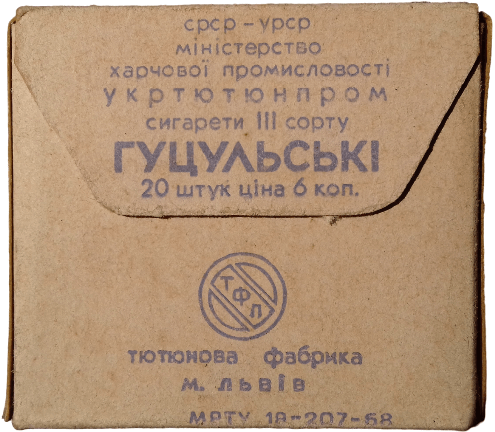 срср – урср
міністерство
харчової промисловості
укртютюнпром
сигарети III сорту
ГУЦУЛЬСЬКІ
20 штук ціна 6 коп.
ТФЛ
тютюнова фабрика
м. львів
МРТУ 18-207-68